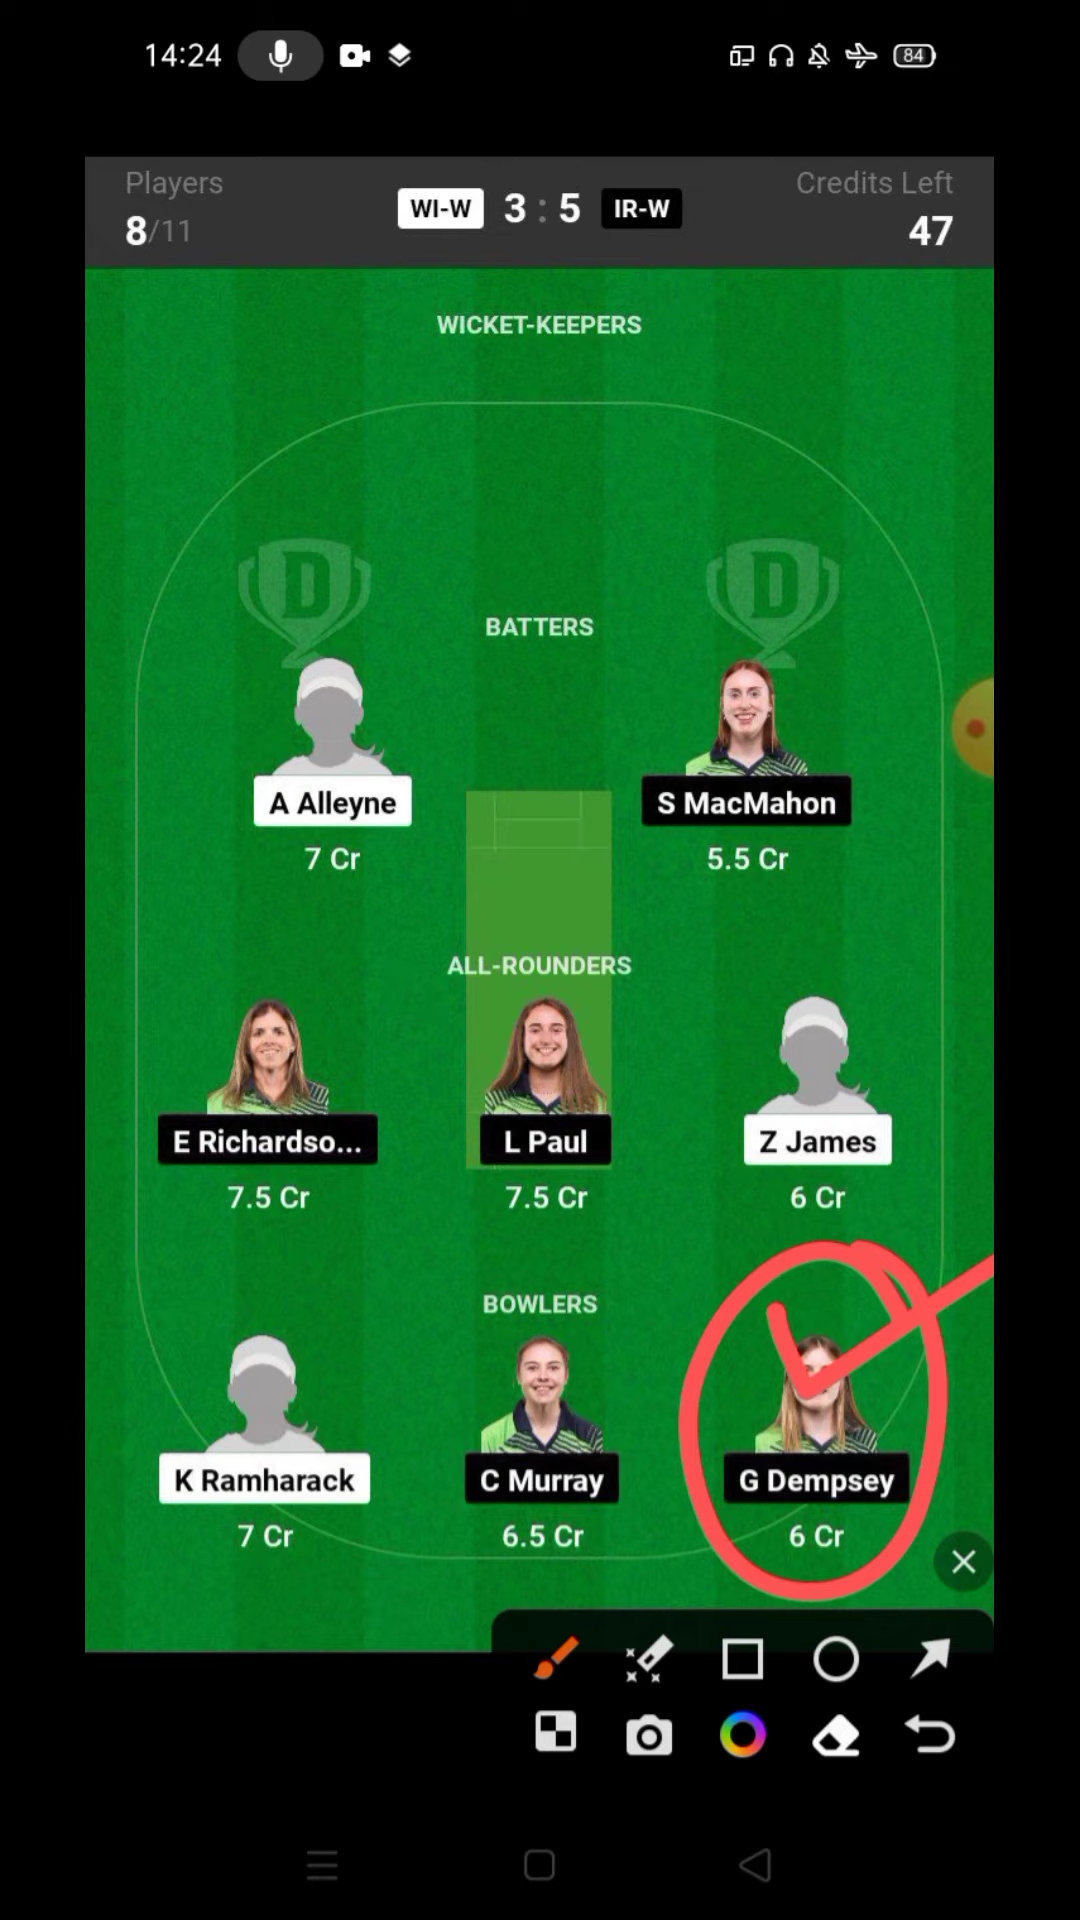 14:24
84
Players
Credits Left
8/11
WI-W 3 : 5 IR-W
47
WICKET-KEEPERS
D
D
BATTERS
A Alleyne
S MacMahon
7 Cr
5.5 Cr
ALL-ROUNDERS
E Richardso...
L Paul
Z James
7.5 Cr
7.5 Cr
6 Cr
BOWLERS
K Ramharack
C Murray
G Dempsey
7 Cr
6.5 Cr
6 Cr